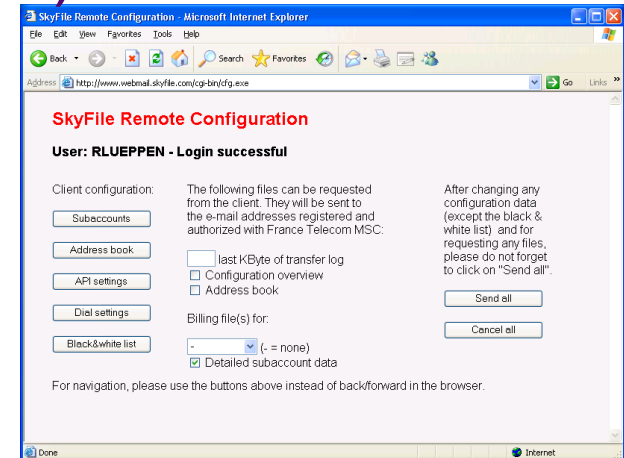 SkyFile Remote Configuration - Microsoft Internet Explorer
File Edit View Favorites Tools Help
Back Search Favorites
Address http://www.webmail.skyfile.com/cgi-bin/cfg.exe Go Links »
SkyFile Remote Configuration
User: RLUEPPEN - Login successful
Client configuration:
Subaccounts
Address book
API settings
Dial settings
Black&white list
The following files can be requested
from the client. They will be sent to
the e-mail addresses registered and
authorized with France Telecom MSC:
last KByte of transfer log
Configuration overview
Address book
Billing file(s) for:
- (- = none)
Detailed subaccount data
After changing any
configuration data
(except the black &
white list) and for
requesting any files,
please do not forget
to click on "Send all".
Send all
Cancel all
For navigation, please use the buttons above instead of back/forward in the browser.
Done Internet